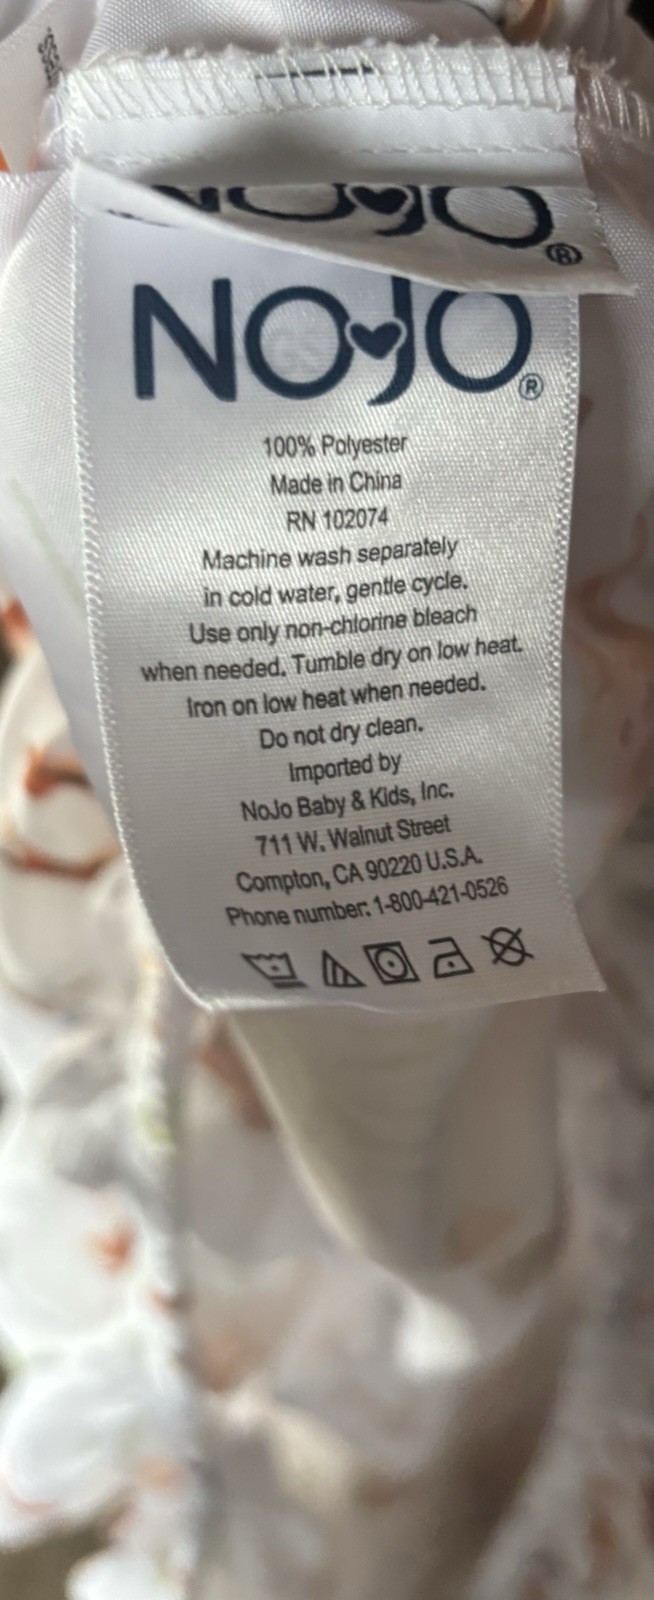 NOJO
NOJO®
100% Polyester
Made in China
RN 102074
Machine wash separately
in cold water, gentle cycle.
Use only non-chlorine bleach
when needed. Tumble dry on low heat.
Iron on low heat when needed.
Do not dry clean.
Imported by
NoJo Baby & Kids, Inc.
711 W. Walnut Street
Compton, CA 90220 U.S.A.
Phone number: 1-800-421-0526